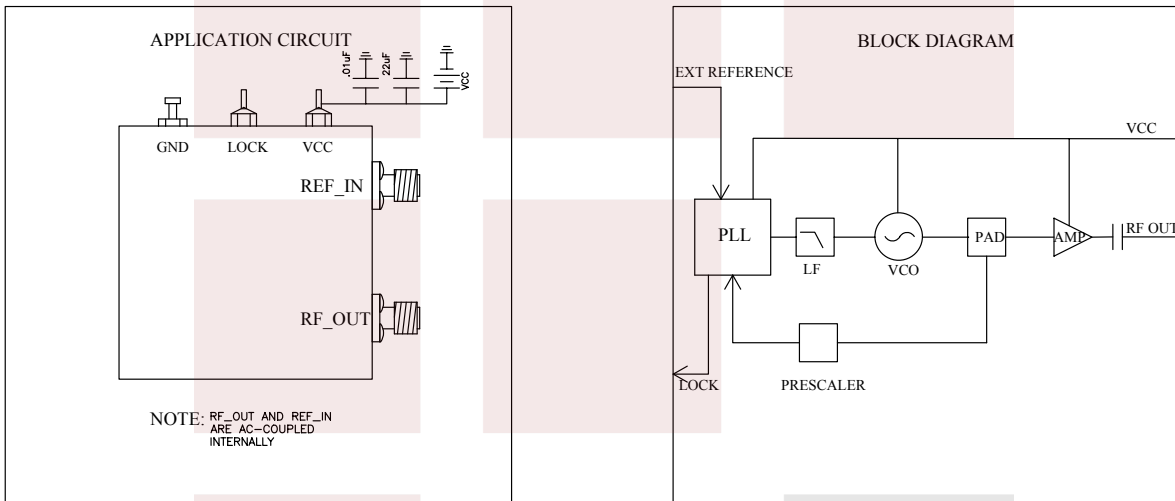 APPLICATION CIRCUIT
.01uF
22uF
VCC
GND
LOCK
VCC
REF_IN
RF_OUT
NOTE: RF_OUT AND REF_IN
ARE AC-COUPLED
INTERNALLY
BLOCK DIAGRAM
EXT REFERENCE
VCC
PLL
LF
VCO
PAD
AMP
RF OUT
PRESCALER
LOCK